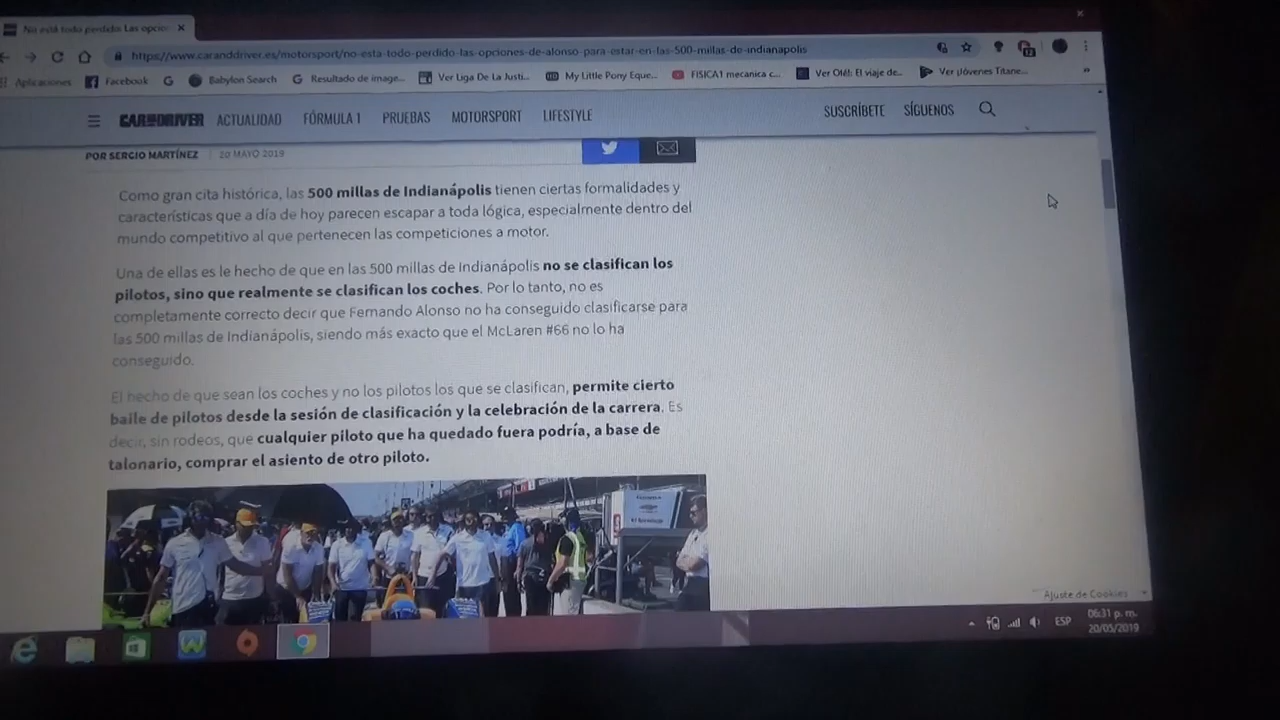 No está todo perdido: Las opcion
https://www.caranddriver.es/motorsport/no-esta-todo-perdido-las-opciones-de-alonso-para-estar-en-las-500-millas-de-indianapolis
Aplicaciones Facebook Babylon Search Resultado de image... Ver Liga De La Justi... My Little Pony Eque... FISICA1 mecanica c... Ver Olé!: El viaje de... Ver ¡Jóvenes Titane...
CAR AND DRIVER ACTUALIDAD FÓRMULA 1 PRUEBAS MOTORSPORT LIFESTYLE SUSCRÍBETE SÍGUENOS
POR SERGIO MARTÍNEZ | 20 MAYO 2019
Como gran cita histórica, las 500 millas de Indianápolis tienen ciertas formalidades y
características que a día de hoy parecen escapar a toda lógica, especialmente dentro del
mundo competitivo al que pertenecen las competiciones a motor.
Una de ellas es le hecho de que en las 500 millas de Indianápolis no se clasifican los
pilotos, sino que realmente se clasifican los coches. Por lo tanto, no es
completamente correcto decir que Fernando Alonso no ha conseguido clasificarse para
las 500 millas de Indianápolis, siendo más exacto que el McLaren #66 no lo ha
conseguido.
El hecho de que sean los coches y no los pilotos los que se clasifican, permite cierto
baile de pilotos desde la sesión de clasificación y la celebración de la carrera. Es
decir, sin rodeos, que cualquier piloto que ha quedado fuera podría, a base de
talonario, comprar el asiento de otro piloto.
Ajuste de Cookies
ESP
06:31 p. m.
20/05/2019